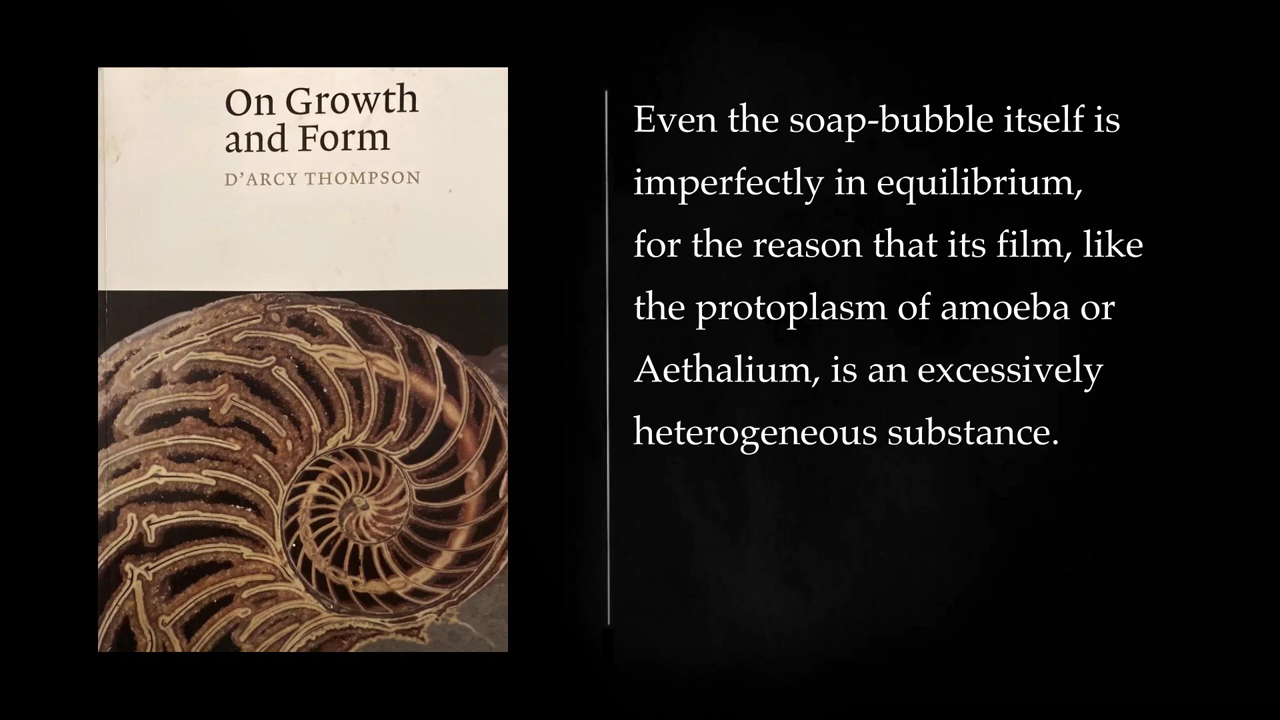 On Growth
and Form
D'ARCY THOMPSON
Even the soap-bubble itself is
imperfectly in equilibrium,
for the reason that its film, like
the protoplasm of amoeba or
Aethalium, is an excessively
heterogeneous substance.